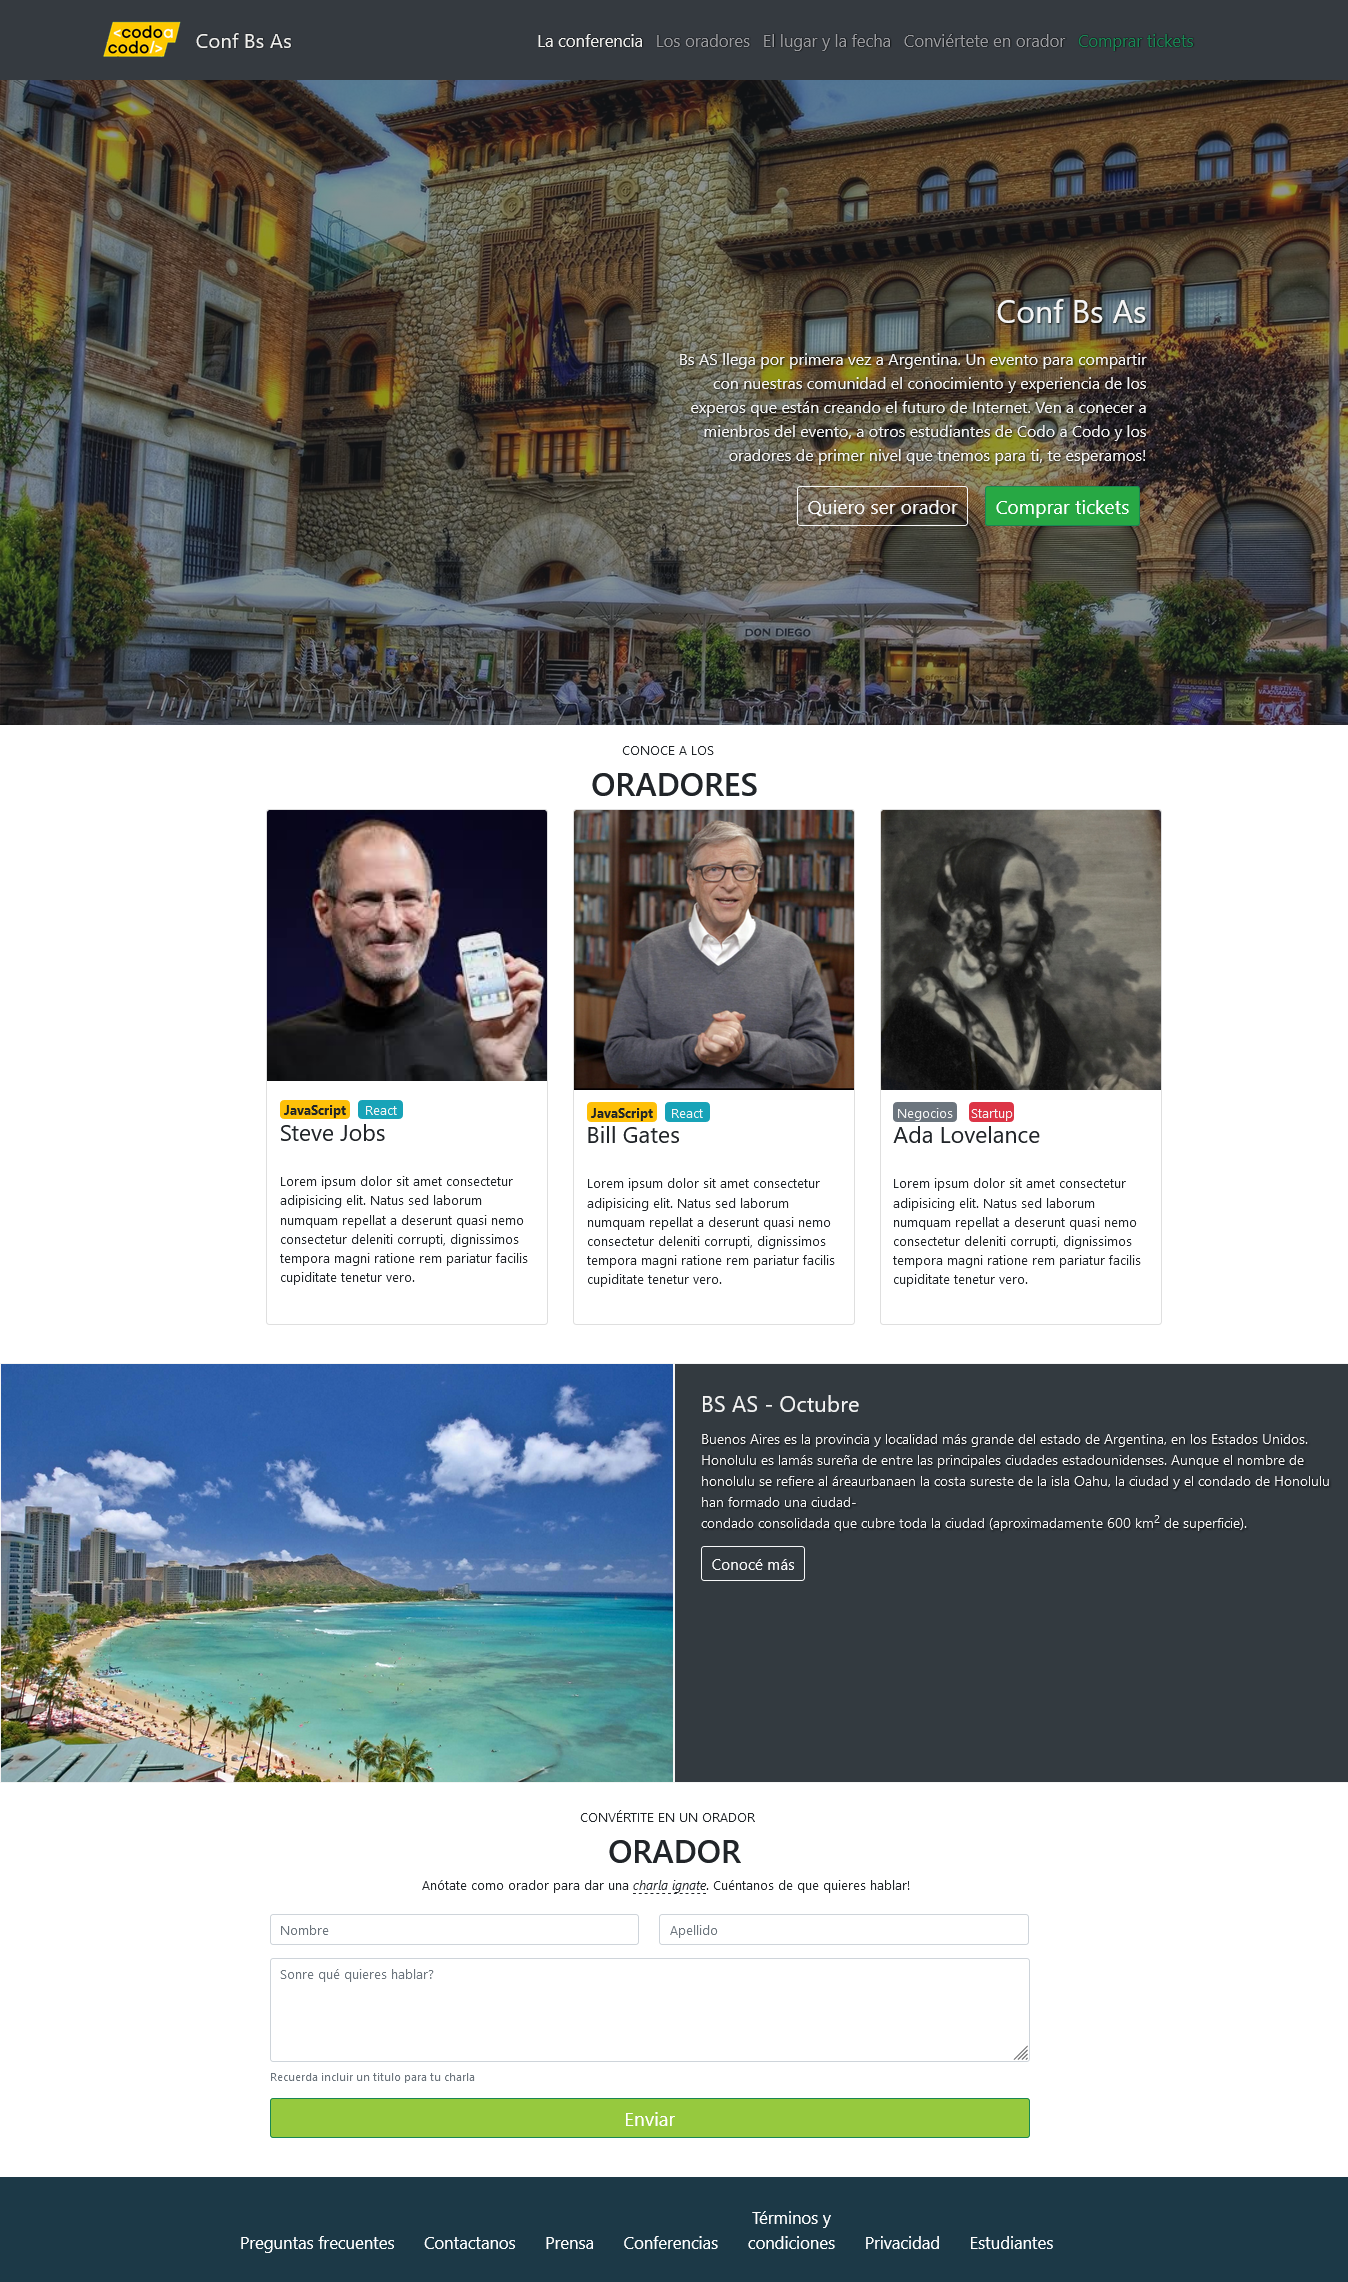 <codo a
codo/>
Conf Bs As
La conferencia Los oradores El lugar y la fecha Conviértete en orador Comprar tickets
Conf Bs As
Bs AS llega por primera vez a Argentina. Un evento para compartir
con nuestras comunidad el conocimiento y experiencia de los
experos que están creando el futuro de Internet. Ven a conecer a
mienbros del evento, a otros estudiantes de Codo a Codo y los
oradores de primer nivel que tnemos para ti, te esperamos!
Quiero ser orador Comprar tickets
DON DIEGO
CONOCE A LOS
ORADORES
JavaScript React
Steve Jobs
Lorem ipsum dolor sit amet consectetur
adipisicing elit. Natus sed laborum
numquam repellat a deserunt quasi nemo
consectetur deleniti corrupti, dignissimos
tempora magni ratione rem pariatur facilis
cupiditate tenetur vero.
JavaScript React
Bill Gates
Lorem ipsum dolor sit amet consectetur
adipisicing elit. Natus sed laborum
numquam repellat a deserunt quasi nemo
consectetur deleniti corrupti, dignissimos
tempora magni ratione rem pariatur facilis
cupiditate tenetur vero.
Negocios Startup
Ada Lovelance
Lorem ipsum dolor sit amet consectetur
adipisicing elit. Natus sed laborum
numquam repellat a deserunt quasi nemo
consectetur deleniti corrupti, dignissimos
tempora magni ratione rem pariatur facilis
cupiditate tenetur vero.
BS AS - Octubre
Buenos Aires es la provincia y localidad más grande del estado de Argentina, en los Estados Unidos.
Honolulu es lamás sureña de entre las principales ciudades estadounidenses. Aunque el nombre de
honolulu se refiere al áreaurbanaen la costa sureste de la isla Oahu, la ciudad y el condado de Honolulu
han formado una ciudad-
condado consolidada que cubre toda la ciudad (aproximadamente 600 km² de superficie).
Conocé más
CONVÉRTITE EN UN ORADOR
ORADOR
Anótate como orador para dar una charla ignate. Cuéntanos de que quieres hablar!
Nombre Apellido
Sonre qué quieres hablar?
Recuerda incluir un titulo para tu charla
Enviar
Preguntas frecuentes Contactanos Prensa Conferencias Términos y condiciones Privacidad Estudiantes